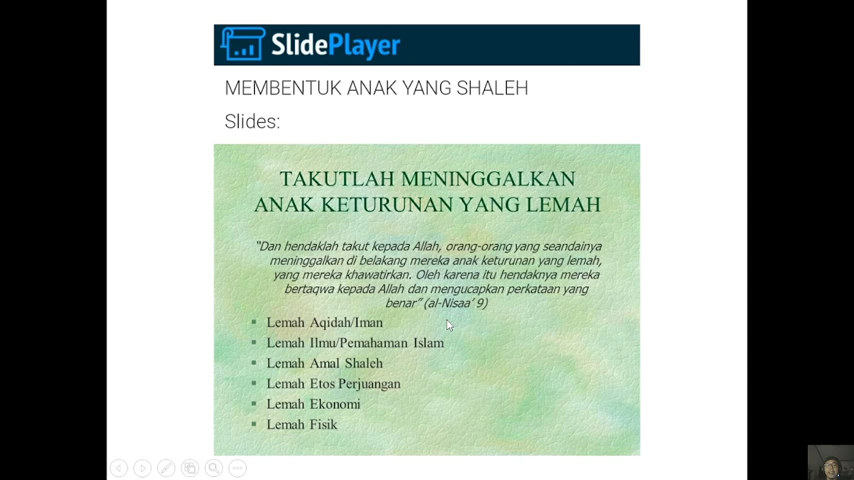 SlidePlayer
MEMBENTUK ANAK YANG SHALEH
Slides:
TAKUTLAH MENINGGALKAN
ANAK KETURUNAN YANG LEMAH
“Dan hendaklah takut kepada Allah, orang-orang yang seandainya
meninggalkan di belakang mereka anak keturunan yang lemah,
yang mereka khawatirkan. Oleh karena itu hendaknya mereka
bertaqwa kepada Allah dan mengucapkan perkataan yang
benar” (al-Nisaa’ 9)
Lemah Aqidah/Iman
Lemah Ilmu/Pemahaman Islam
Lemah Amal Shaleh
Lemah Etos Perjuangan
Lemah Ekonomi
Lemah Fisik